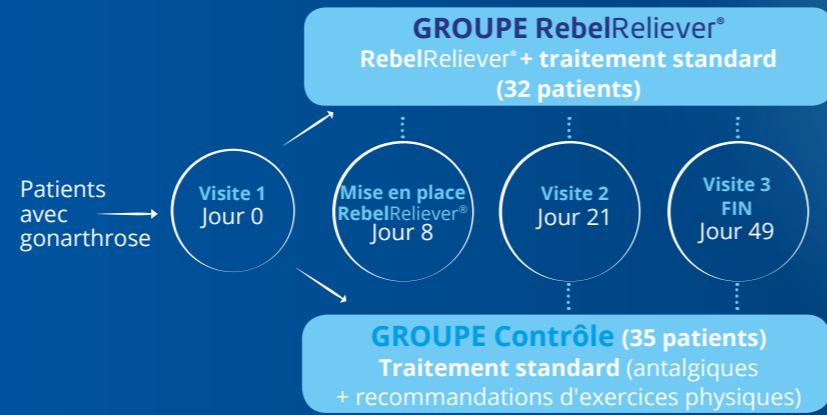 GROUPE RebelReliever®
RebelReliever® + traitement standard
(32 patients)
Patients
avec
gonarthrose
Visite 1
Jour 0
Mise en place
RebelReliever®
Jour 8
Visite 2
Jour 21
Visite 3
FIN
Jour 49
GROUPE Contrôle (35 patients)
Traitement standard (antalgiques
+ recommandations d'exercices physiques)